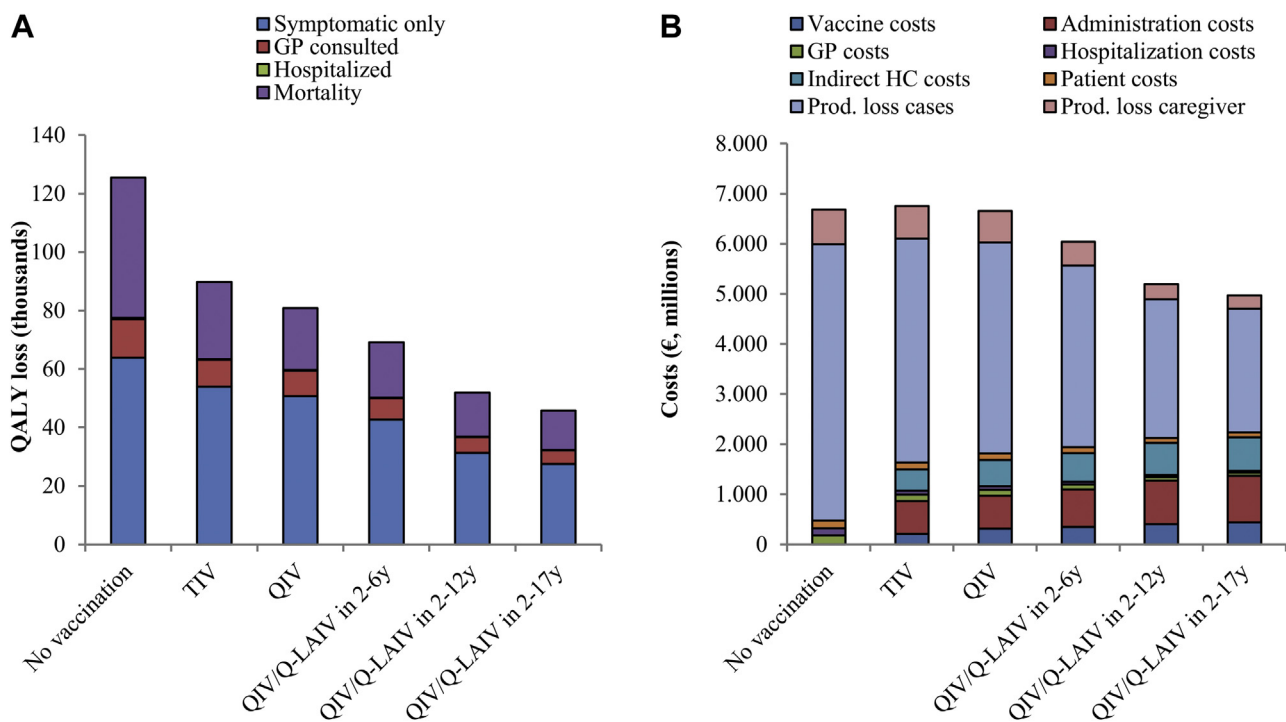 A
Symptomatic only
GP consulted
Hospitalized
Mortality
QALY loss (thousands)
140
120
100
80
60
40
20
0
No vaccination
TIV
QIV
QIV/Q-LAIV in 2-6y
QIV/Q-LAIV in 2-12y
QIV/Q-LAIV in 2-17y
B
Vaccine costs
Administration costs
GP costs
Hospitalization costs
Indirect HC costs
Patient costs
Prod. loss cases
Prod. loss caregiver
Costs (€, millions)
8.000
7.000
6.000
5.000
4.000
3.000
2.000
1.000
0
No vaccination
TIV
QIV
QIV/Q-LAIV in 2-6y
QIV/Q-LAIV in 2-12y
QIV/Q-LAIV in 2-17y